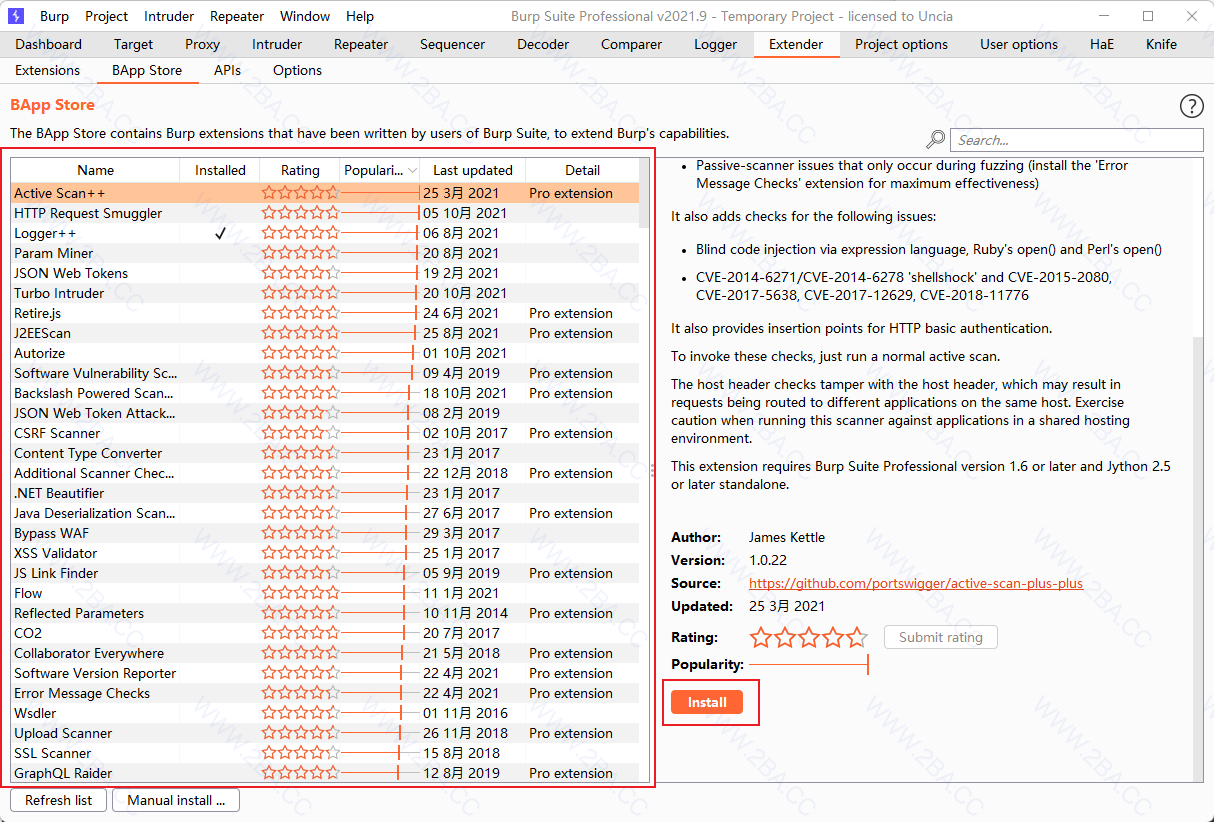 Burp Project Intruder Repeater Window Help Burp Suite Professional v2021.9 - Temporary Project - licensed to Uncia
Dashboard Target Proxy Intruder Repeater Sequencer Decoder Comparer Logger Extender Project options User options HaE Knife
Extensions BApp Store APIs Options
BApp Store
?
The BApp Store contains Burp extensions that have been written by users of Burp Suite, to extend Burp's capabilities.
Search...
Name Installed Rating Populari... Last updated Detail
Active Scan++ 25 3月 2021 Pro extension
HTTP Request Smuggler 05 10月 2021
Logger++ ✓ 06 8月 2021
Param Miner 20 8月 2021
JSON Web Tokens 19 2月 2021
Turbo Intruder 20 10月 2021
Retire.js 24 6月 2021 Pro extension
J2EEScan 25 8月 2021 Pro extension
Autorize 01 10月 2021
Software Vulnerability Sc... 09 4月 2019 Pro extension
Backslash Powered Scan... 18 10月 2021 Pro extension
JSON Web Token Attack... 08 2月 2019
CSRF Scanner 02 10月 2017 Pro extension
Content Type Converter 23 1月 2017
Additional Scanner Chec... 22 12月 2018 Pro extension
.NET Beautifier 23 1月 2017
Java Deserialization Scan... 27 6月 2017 Pro extension
Bypass WAF 29 3月 2017
XSS Validator 25 1月 2017
JS Link Finder 05 9月 2019 Pro extension
Flow 11 1月 2021
Reflected Parameters 10 11月 2014 Pro extension
CO2 20 7月 2017
Collaborator Everywhere 21 5月 2018 Pro extension
Software Version Reporter 22 4月 2021 Pro extension
Error Message Checks 22 4月 2021 Pro extension
Wsdler 01 11月 2016
Upload Scanner 26 11月 2018 Pro extension
SSL Scanner 15 8月 2018
GraphQL Raider 12 8月 2019 Pro extension
Refresh list Manual install ...
• Passive-scanner issues that only occur during fuzzing (install the 'Error
Message Checks' extension for maximum effectiveness)
It also adds checks for the following issues:
• Blind code injection via expression language, Ruby's open() and Perl's open()
• CVE-2014-6271/CVE-2014-6278 'shellshock' and CVE-2015-2080,
CVE-2017-5638, CVE-2017-12629, CVE-2018-11776
It also provides insertion points for HTTP basic authentication.
To invoke these checks, just run a normal active scan.
The host header checks tamper with the host header, which may result in
requests being routed to different applications on the same host. Exercise
caution when running this scanner against applications in a shared hosting
environment.
This extension requires Burp Suite Professional version 1.6 or later and Jython 2.5
or later standalone.
Author: James Kettle
Version: 1.0.22
Source: https://github.com/portswigger/active-scan-plus-plus
Updated: 25 3月 2021
Rating: Submit rating
Popularity:
Install
WWW.2BA.CC